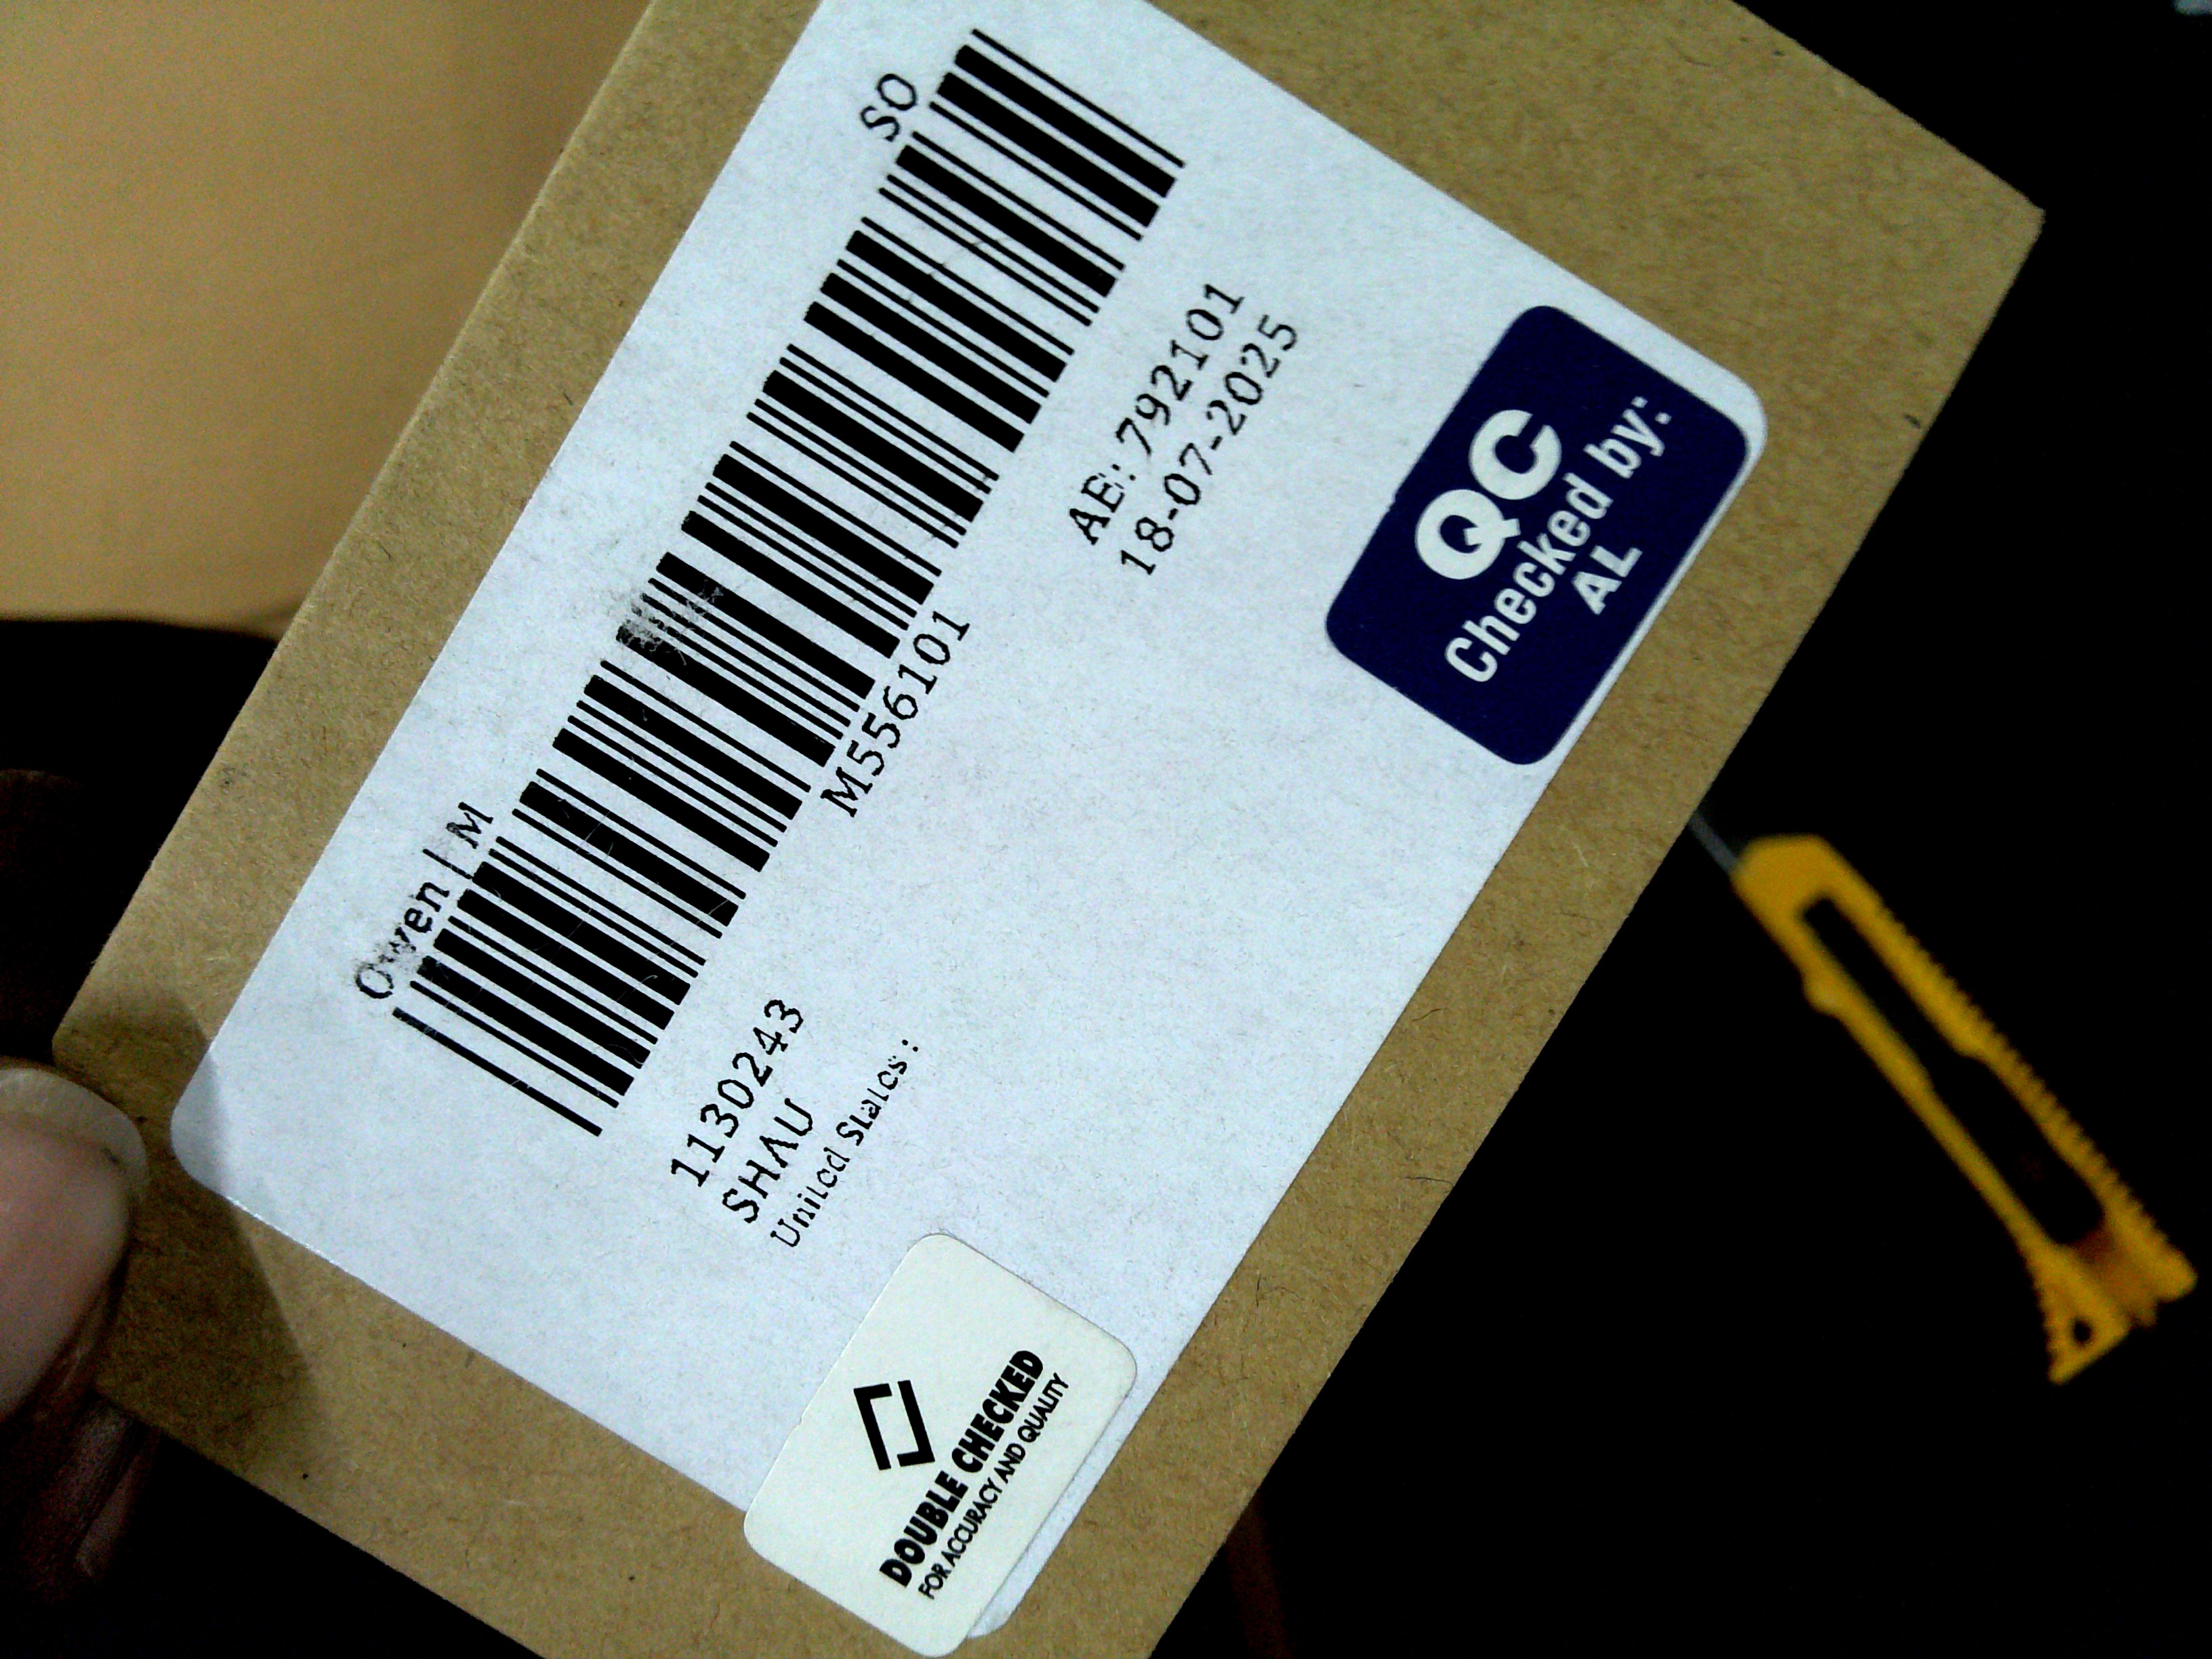 Owen | M
SO
M556101
1130243
SHAU
United States:
AE: 792101
18-07-2025
QC
Checked by:
AL
DOUBLE CHECKED
FOR ACCURACY AND QUALITY